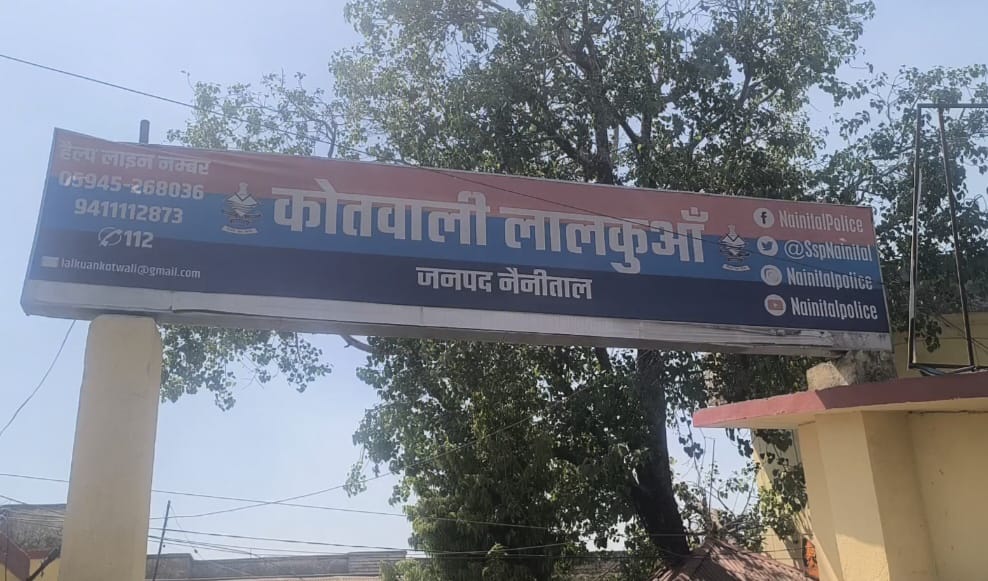 हैल्प लाइन नम्बर
05945-268036
9411112873
112
lalkuankotwali@gmail.com
कोतवाली लालकुआँ
जनपद नैनीताल
NainitalPolice
@SspNainital
Nainitalpolice
Nainitalpolice